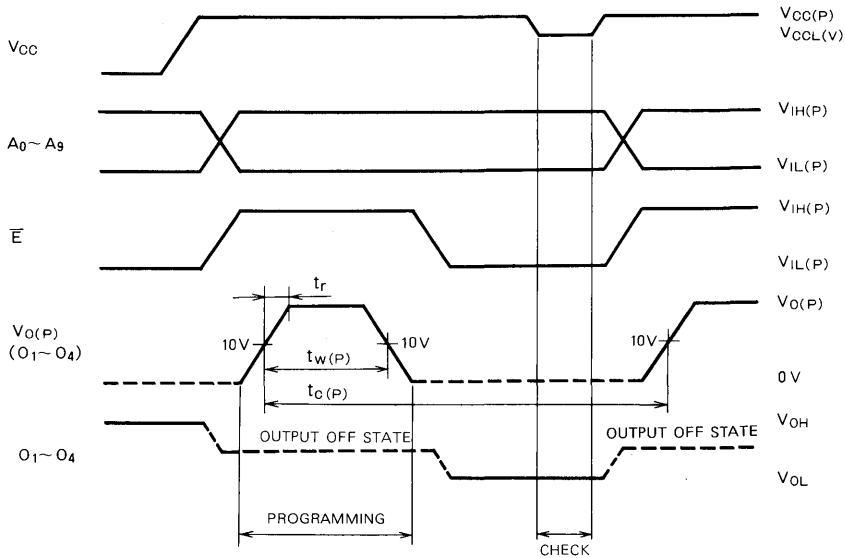 VCC
VCC(P)
VCCL(V)
A0~A9
VIH(P)
VIL(P)
E
VIH(P)
VIL(P)
tr
VO(P)
(O1~O4)
10V
10V
10V
VO(P)
tW(P)
tC(P)
0V
O1~O4
OUTPUT OFF STATE
OUTPUT OFF STATE
VOH
VOL
PROGRAMMING
CHECK